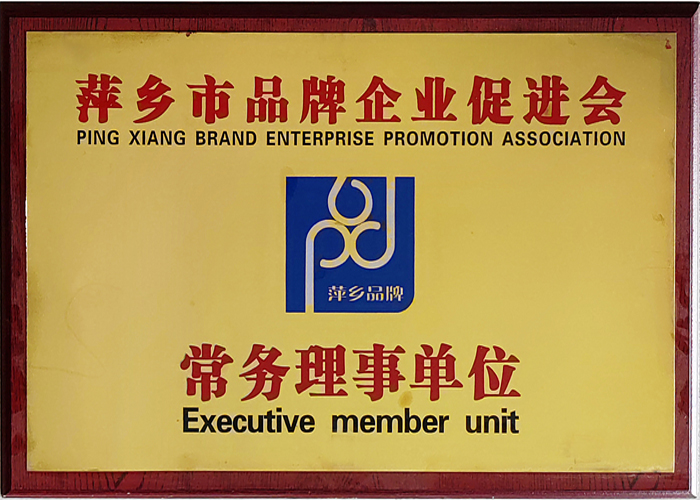 萍乡市品牌企业促进会
PING XIANG BRAND ENTERPRISE PROMOTION ASSOCIATION
萍乡品牌
常务理事单位
Executive member unit